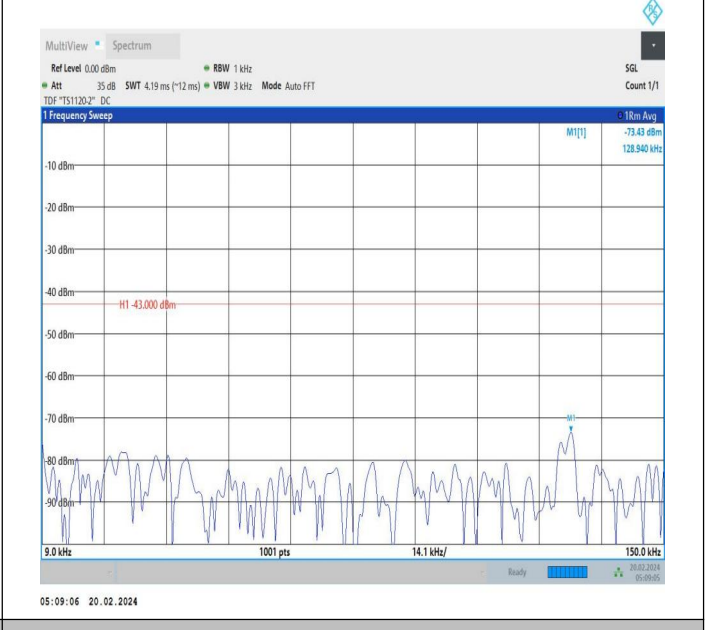 MultiView Spectrum
Ref Level 0.00 dBm RBW 1 kHz SGL
Att 35 dB SWT 4.19 ms (~12 ms) VBW 3 kHz Mode Auto FFT Count 1/1
TDF "TS1120-2" DC
1 Frequency Sweep 1Rm Avg
M1[1] -73.43 dBm
128.940 kHz
-10 dBm
-20 dBm
-30 dBm
-40 dBm
H1 -43.000 dBm
-50 dBm
-60 dBm
-70 dBm
M1
-80 dBm
-90 dBm
9.0 kHz 1001 pts 14.1 kHz/ 150.0 kHz
Ready 20.02.2024
05:09:05
05:09:06 20.02.2024